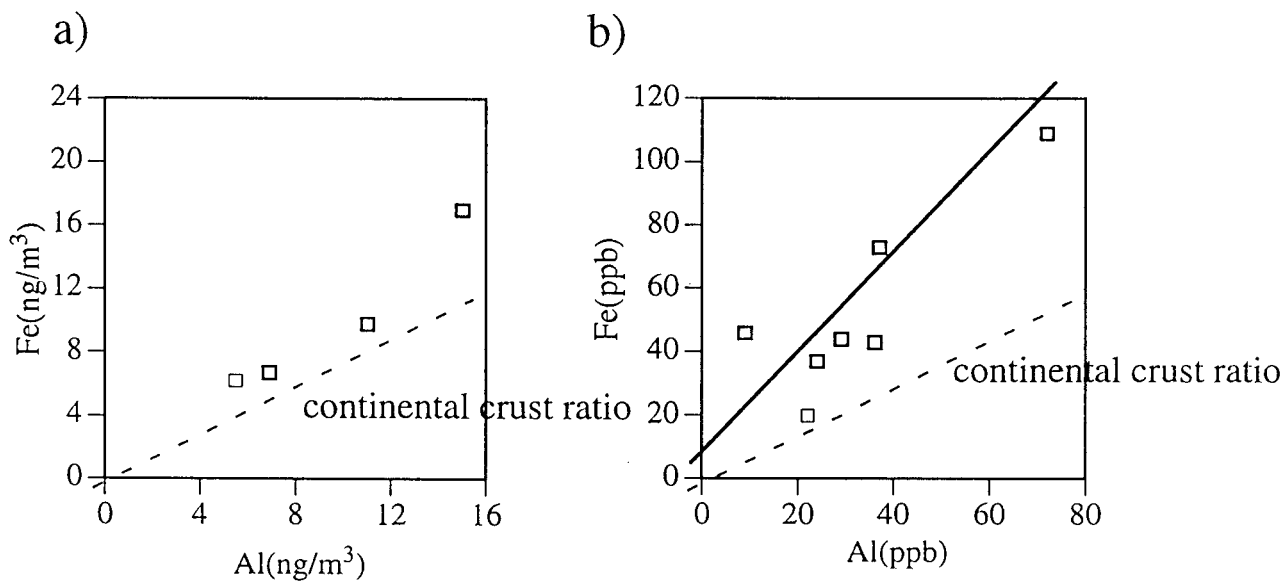 a)
24
20
16
12
8
4
0
Fe(ng/m³)
0 4 8 12 16
Al(ng/m³)
continental crust ratio
b)
120
100
80
60
40
20
0
Fe(ppb)
0 20 40 60 80
Al(ppb)
continental crust ratio